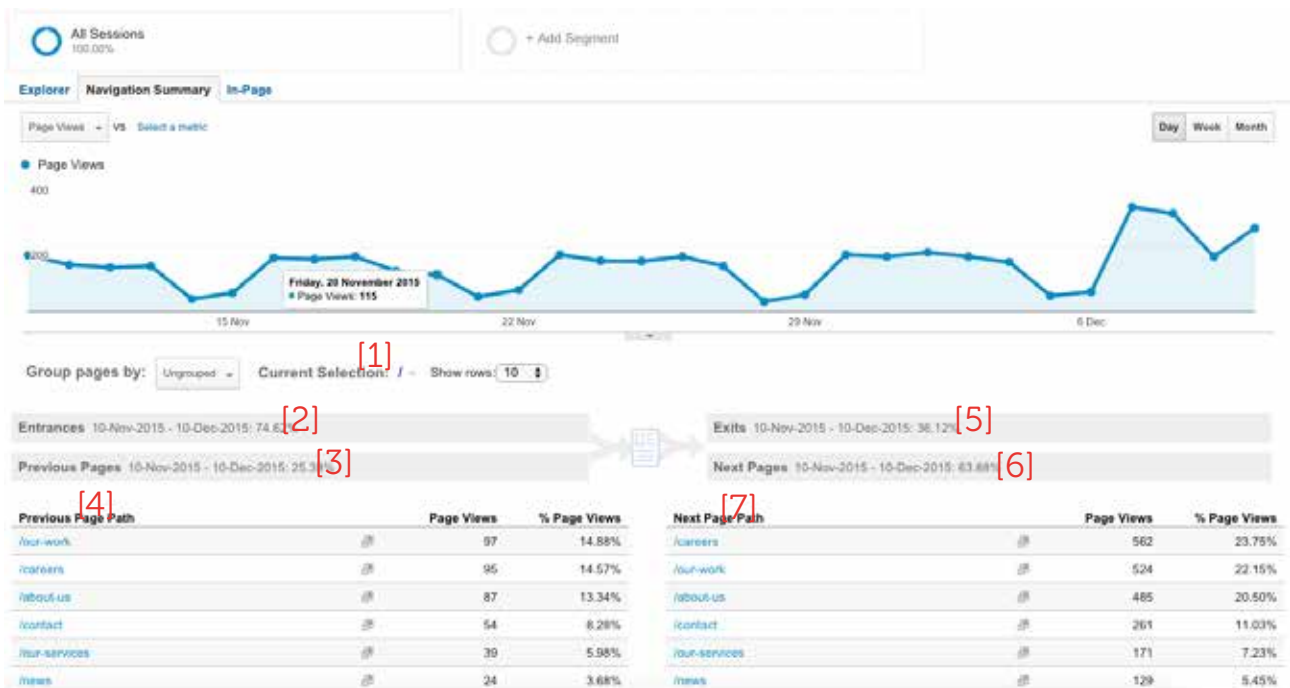 All Sessions
100.00%
+ Add Segment
Explorer Navigation Summary In-Page
Page Views VS Select a metric
Day Week Month
Page Views
400
200
Friday, 20 November 2015
Page Views: 115
15 Nov 22 Nov 29 Nov 6 Dec
[1]
Group pages by: Ungrouped Current Selection: / Show rows: 10
[2] [5]
Entrances 10-Nov-2015 - 10-Dec-2015: 74.62% Exits 10-Nov-2015 - 10-Dec-2015: 36.12%
[3] [6]
Previous Pages 10-Nov-2015 - 10-Dec-2015: Next Pages 10-Nov-2015 - 10-Dec-2015: 63.88%
[4] [7]
Previous Page Path Page Views % Page Views Next Page Path Page Views % Page Views
/our-work 97 14.88% /careers 562 23.75%
/careers 95 14.57% /our-work 524 22.15%
/about-us 87 13.34% /about-us 485 20.50%
/contact 54 8.28% /contact 261 11.03%
/our-services 39 5.98% /our-services 171 7.23%
/news 24 3.68% /news 129 5.45%